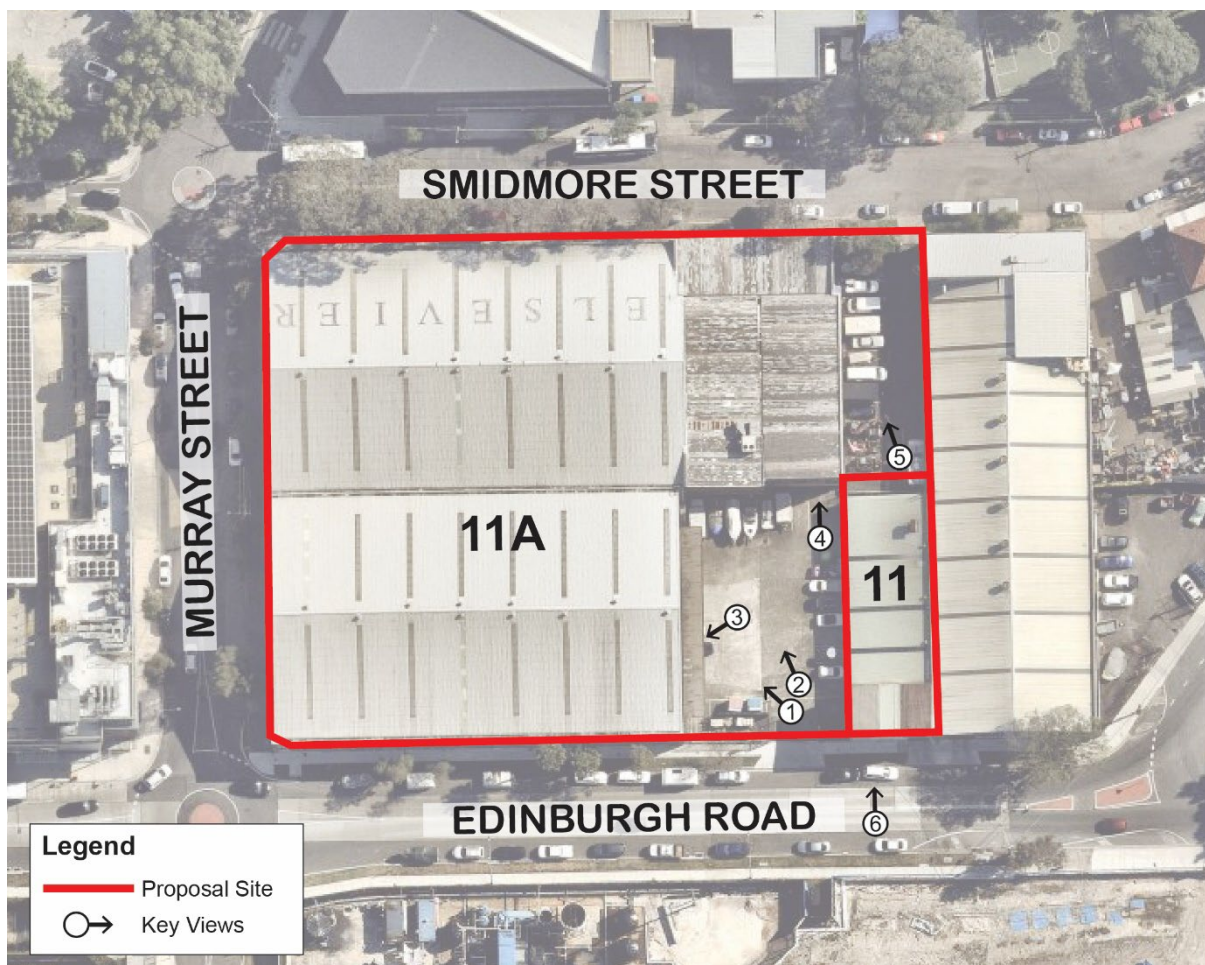 SMIDMORE STREET
MURRAY STREET
ELSEVIER
11A
11
5
4
3
2
1
6
EDINBURGH ROAD
Legend
Proposal Site
Key Views